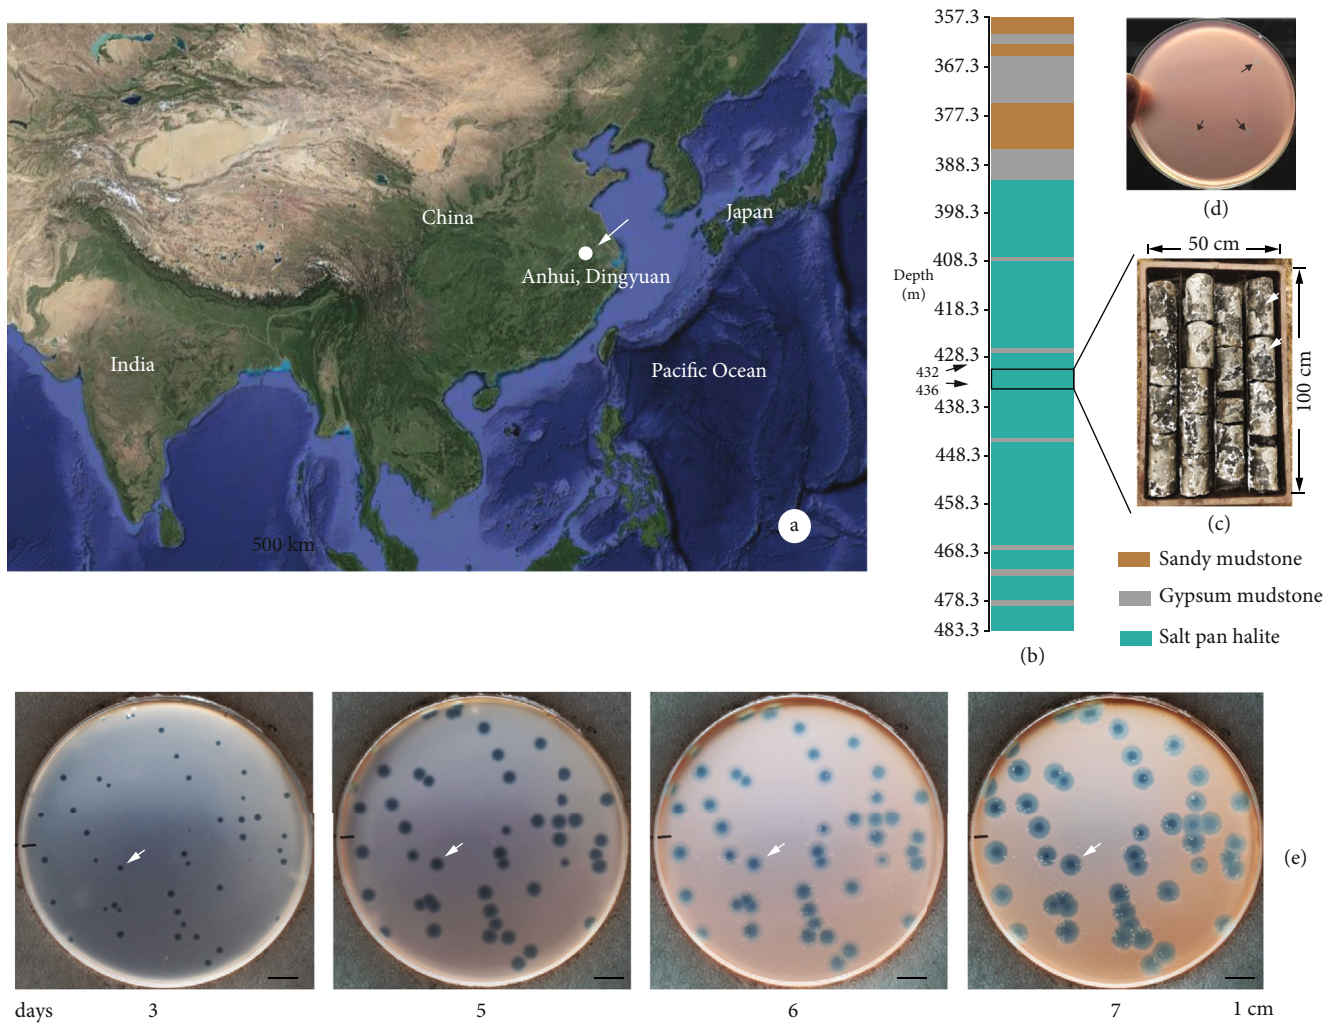 China
Japan
Anhui, Dingyuan
India
Pacific Ocean
500 km
a
357.3
367.3
377.3
388.3
398.3
408.3
418.3
428.3
438.3
448.3
458.3
468.3
478.3
483.3
Depth
(m)
432
436
(b)
(d)
50 cm
100 cm
(c)
Sandy mudstone
Gypsum mudstone
Salt pan halite
(e)
days 3 5 6 7 1 cm